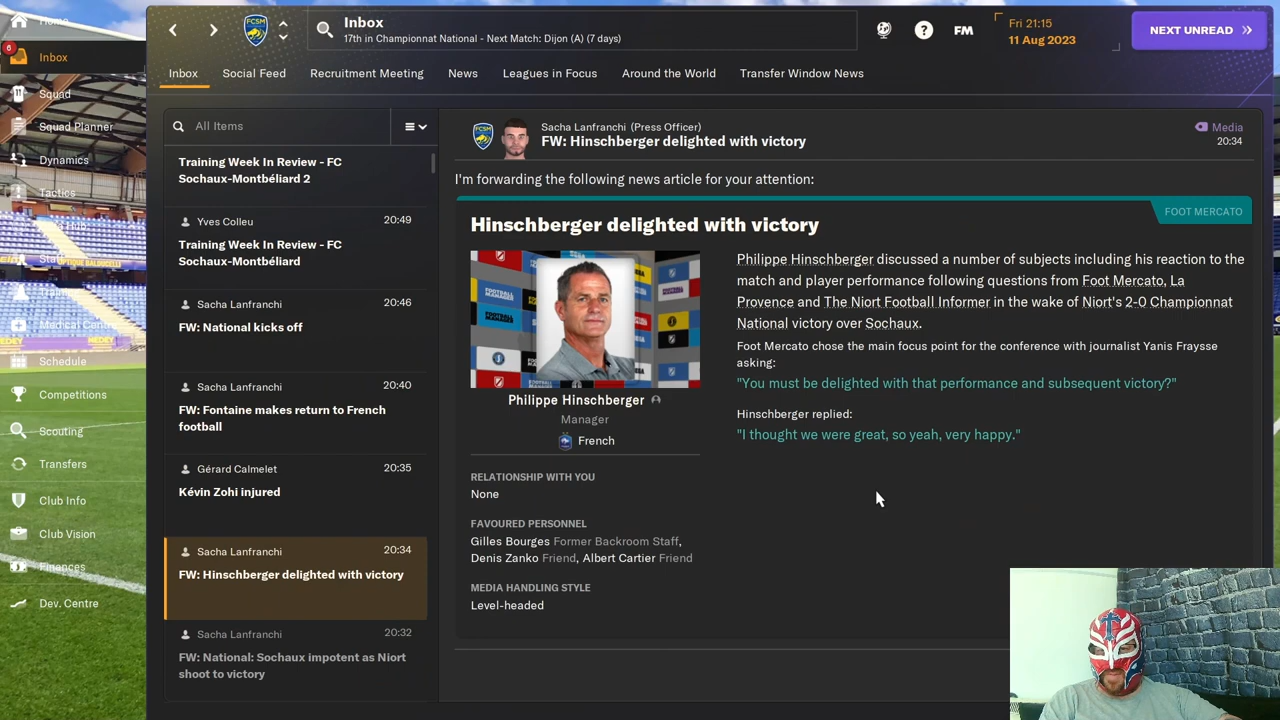 Home
FCSM
Inbox
17th in Championnat National - Next Match: Dijon (A) (7 days)
?
FM
Fri 21:15
11 Aug 2023
NEXT UNREAD
6
Inbox
Squad
Squad Planner
Dynamics
Tactics
Medical Centre
Schedule
Competitions
Scouting
Transfers
Club Info
Club Vision
Finances
Dev. Centre
Inbox
Social Feed
Recruitment Meeting
News
Leagues in Focus
Around the World
Transfer Window News
All Items
Training Week In Review - FC
Sochaux-Montbéliard 2
Yves Colleu 20:49
Training Week In Review - FC
Sochaux-Montbéliard
Sacha Lanfranchi 20:46
FW: National kicks off
Sacha Lanfranchi 20:40
FW: Fontaine makes return to French
football
Gérard Calmelet 20:35
Kévin Zohi injured
Sacha Lanfranchi 20:34
FW: Hinschberger delighted with victory
Sacha Lanfranchi 20:32
FW: National: Sochaux impotent as Niort
shoot to victory
FCSM
Sacha Lanfranchi (Press Officer)
FW: Hinschberger delighted with victory
Media
20:34
I'm forwarding the following news article for your attention:
FOOT MERCATO
Hinschberger delighted with victory
Philippe Hinschberger
Manager
French
RELATIONSHIP WITH YOU
None
FAVOURED PERSONNEL
Gilles Bourges Former Backroom Staff,
Denis Zanko Friend, Albert Cartier Friend
MEDIA HANDLING STYLE
Level-headed
Philippe Hinschberger discussed a number of subjects including his reaction to the
match and player performance following questions from Foot Mercato, La
Provence and The Niort Football Informer in the wake of Niort's 2-0 Championnat
National victory over Sochaux.
Foot Mercato chose the main focus point for the conference with journalist Yanis Fraysse
asking:
"You must be delighted with that performance and subsequent victory?"
Hinschberger replied:
"I thought we were great, so yeah, very happy."